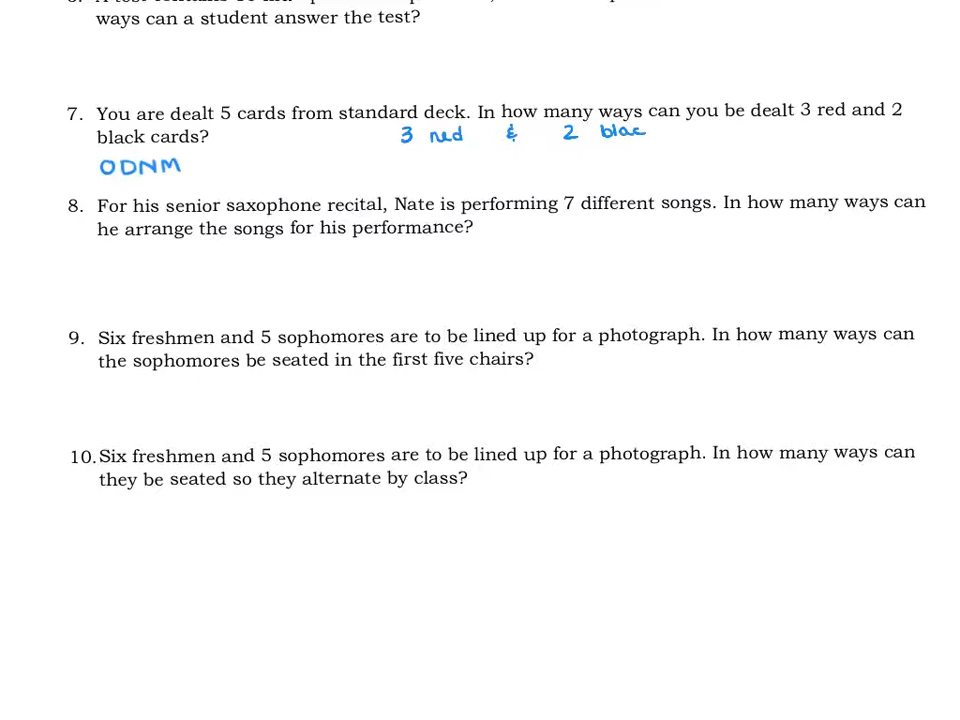 ways can a student answer the test?
7. You are dealt 5 cards from standard deck. In how many ways can you be dealt 3 red and 2
black cards? 3 red & 2 blac
ODNM
8. For his senior saxophone recital, Nate is performing 7 different songs. In how many ways can
he arrange the songs for his performance?
9. Six freshmen and 5 sophomores are to be lined up for a photograph. In how many ways can
the sophomores be seated in the first five chairs?
10. Six freshmen and 5 sophomores are to be lined up for a photograph. In how many ways can
they be seated so they alternate by class?